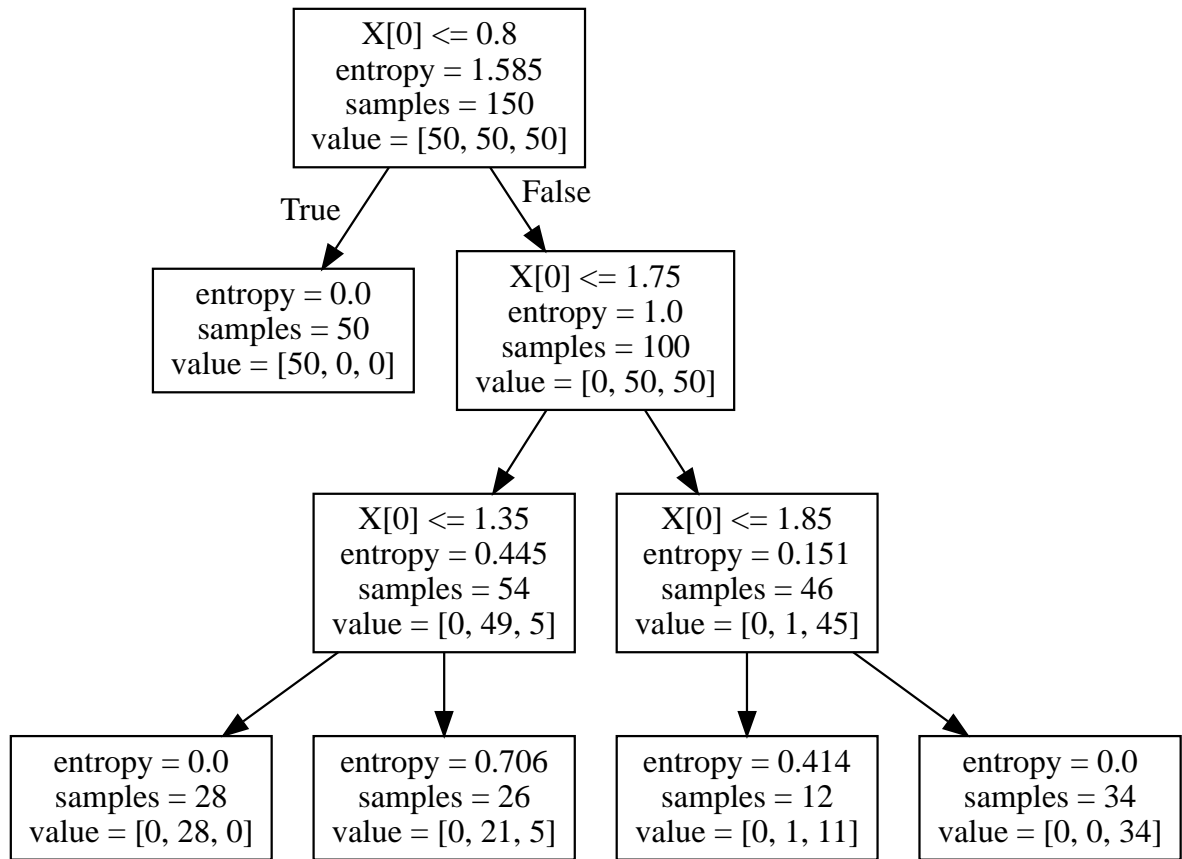 X[0] <= 0.8
entropy = 1.585
samples = 150
value = [50, 50, 50]
True
False
entropy = 0.0
samples = 50
value = [50, 0, 0]
X[0] <= 1.75
entropy = 1.0
samples = 100
value = [0, 50, 50]
X[0] <= 1.35
entropy = 0.445
samples = 54
value = [0, 49, 5]
X[0] <= 1.85
entropy = 0.151
samples = 46
value = [0, 1, 45]
entropy = 0.0
samples = 28
value = [0, 28, 0]
entropy = 0.706
samples = 26
value = [0, 21, 5]
entropy = 0.414
samples = 12
value = [0, 1, 11]
entropy = 0.0
samples = 34
value = [0, 0, 34]